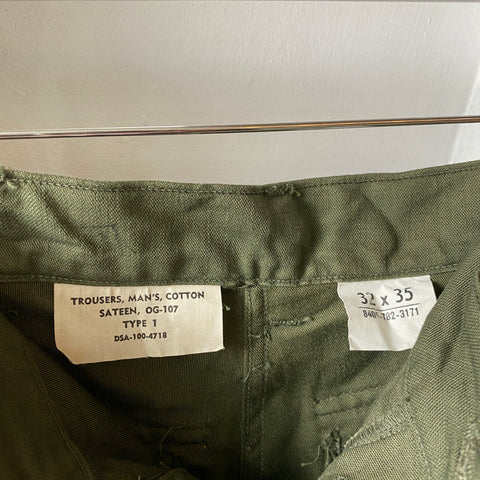 TROUSERS, MAN'S, COTTON
SATEEN, OG-107
TYPE 1
DSA-100-4718
32 x 35
8405-782-3171